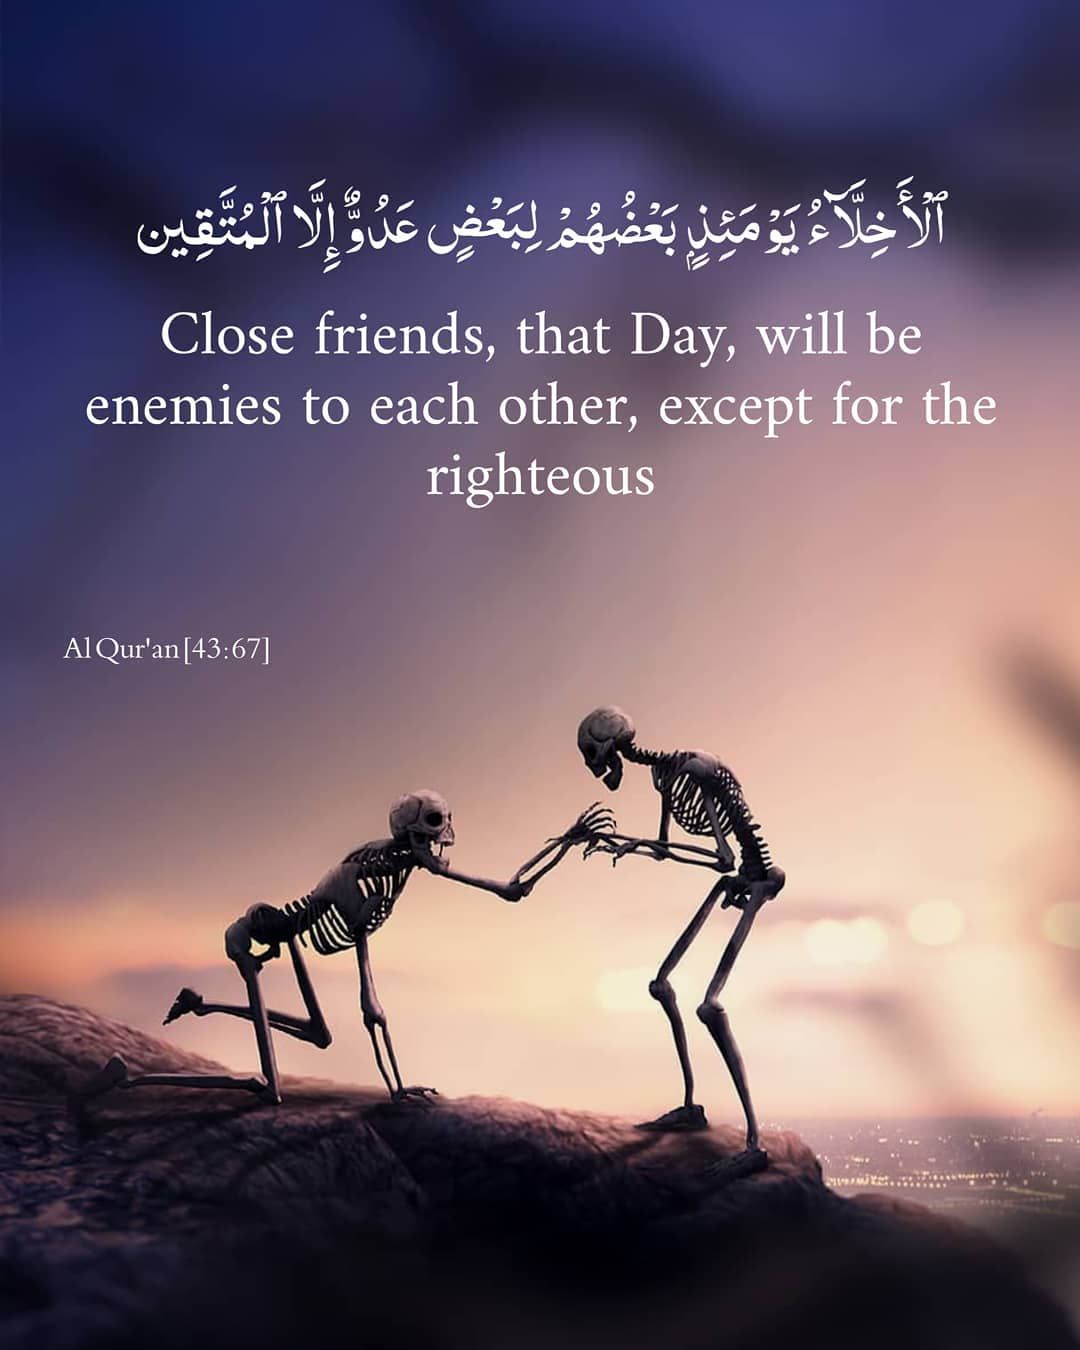 ٱلْأَخِلَّآءُ يَوْمَئِذٍۭ بَعْضُهُمْ لِبَعْضٍ عَدُوٌّ إِلَّا ٱلْمُتَّقِين
Close friends, that Day, will be
enemies to each other, except for the
righteous
Al Qur'an [43:67]